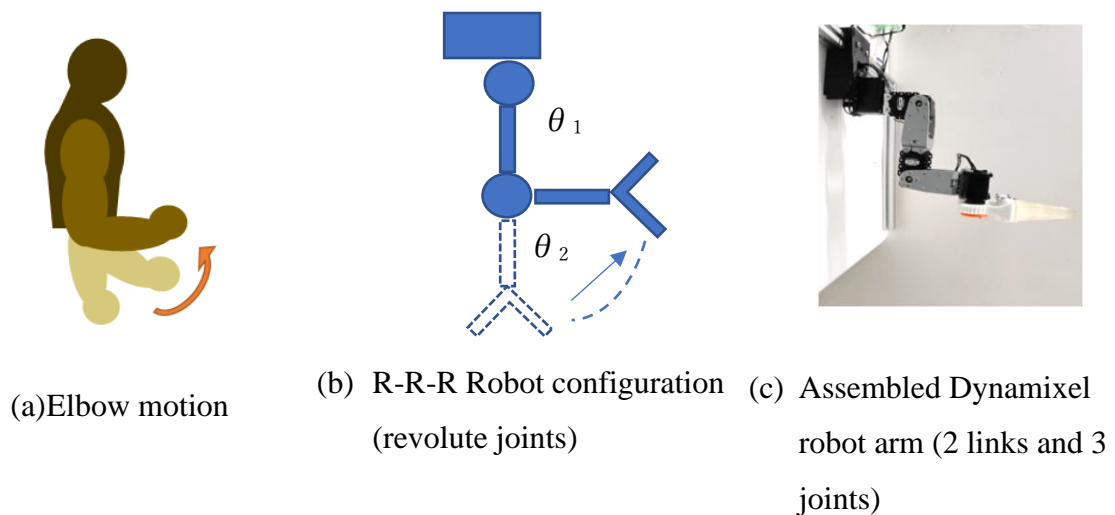 θ 1
θ 2
(a)Elbow motion
(b) R-R-R Robot configuration
(revolute joints)
(c) Assembled Dynamixel
robot arm (2 links and 3
joints)